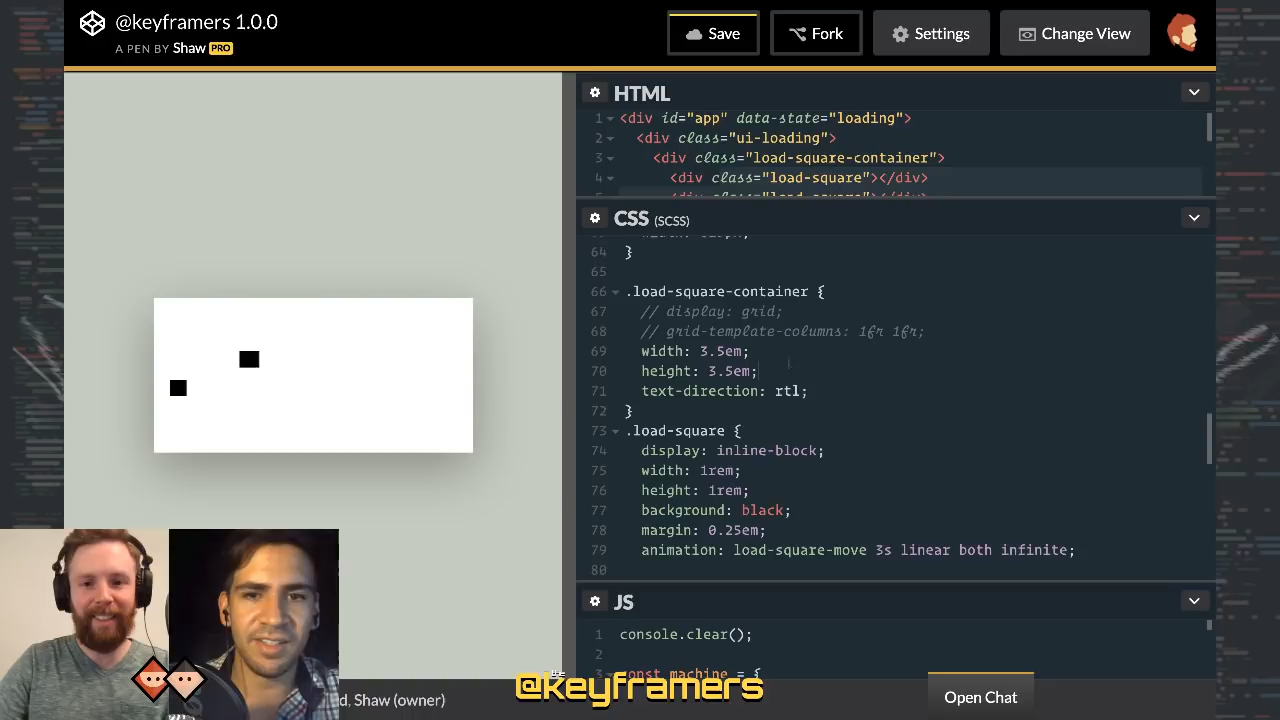 @keyframers 1.0.0
A PEN BY Shaw PRO
Save
Fork
Settings
Change View
HTML
1 <div id="app" data-state="loading">
2 <div class="ui-loading">
3 <div class="load-square-container">
4 <div class="load-square"></div>
CSS (SCSS)
64 }
65
66 .load-square-container {
67 // display: grid;
68 // grid-template-columns: 1fr 1fr;
69 width: 3.5em;
70 height: 3.5em;
71 text-direction: rtl;
72 }
73 .load-square {
74 display: inline-block;
75 width: 1rem;
76 height: 1rem;
77 background: black;
78 margin: 0.25em;
79 animation: load-square-move 3s linear both infinite;
80
JS
1 console.clear();
2
3 const machine = {
d, Shaw (owner)
@keyframers
Open Chat